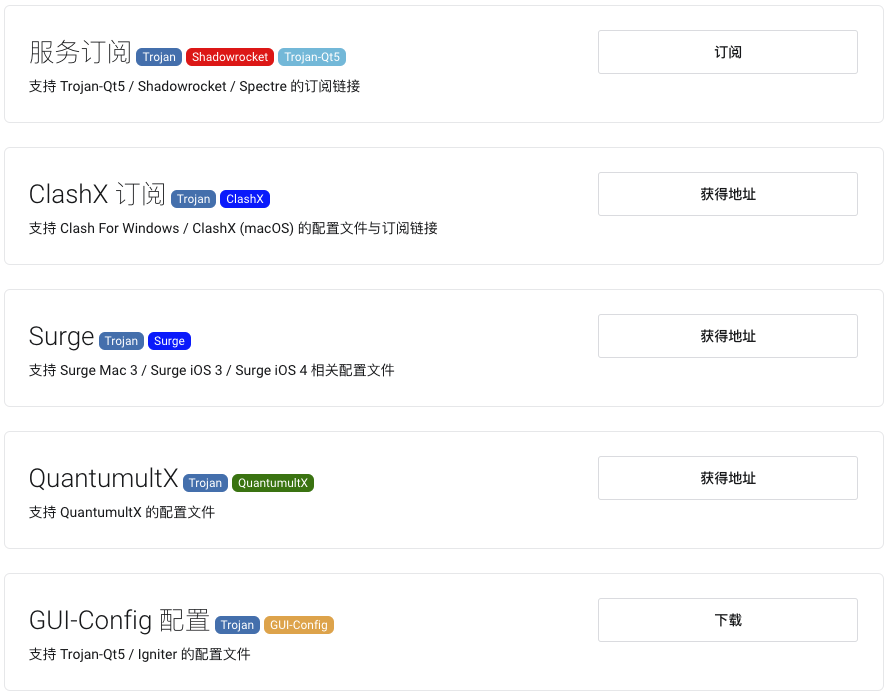 服务订阅 Trojan Shadowrocket Trojan-Qt5
订阅
支持 Trojan-Qt5 / Shadowrocket / Spectre 的订阅链接
ClashX 订阅 Trojan ClashX
获得地址
支持 Clash For Windows / ClashX (macOS) 的配置文件与订阅链接
Surge Trojan Surge
获得地址
支持 Surge Mac 3 / Surge iOS 3 / Surge iOS 4 相关配置文件
QuantumultX Trojan QuantumultX
获得地址
支持 QuantumultX 的配置文件
GUI-Config 配置 Trojan GUI-Config
下载
支持 Trojan-Qt5 / Igniter 的配置文件